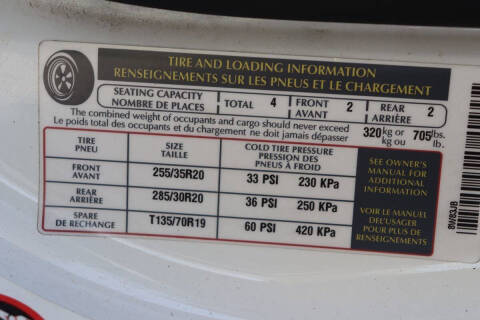 TIRE AND LOADING INFORMATION
RENSEIGNEMENTS SUR LES PNEUS ET LE CHARGEMENT
SEATING CAPACITY
NOMBRE DE PLACES
TOTAL 4
FRONT
AVANT
2
REAR
ARRIÈRE
2
The combined weight of occupants and cargo should never exceed
Le poids total des occupants et du chargement ne doit jamais dépasser
320 kg or
kg ou
705 lbs.
lb.
TIRE
PNEU
SIZE
TAILLE
COLD TIRE PRESSURE
PRESSION DES
PNEUS À FROID
FRONT
AVANT
255/35R20
33 PSI 230 KPa
REAR
ARRIÈRE
285/30R20
36 PSI 250 KPa
SPARE
DE RECHANGE
T135/70R19
60 PSI 420 KPa
SEE OWNER'S
MANUAL FOR
ADDITIONAL
INFORMATION
VOIR LE MANUEL
DEL'USAGER
POUR PLUS DE
RENSEIGNEMENTS